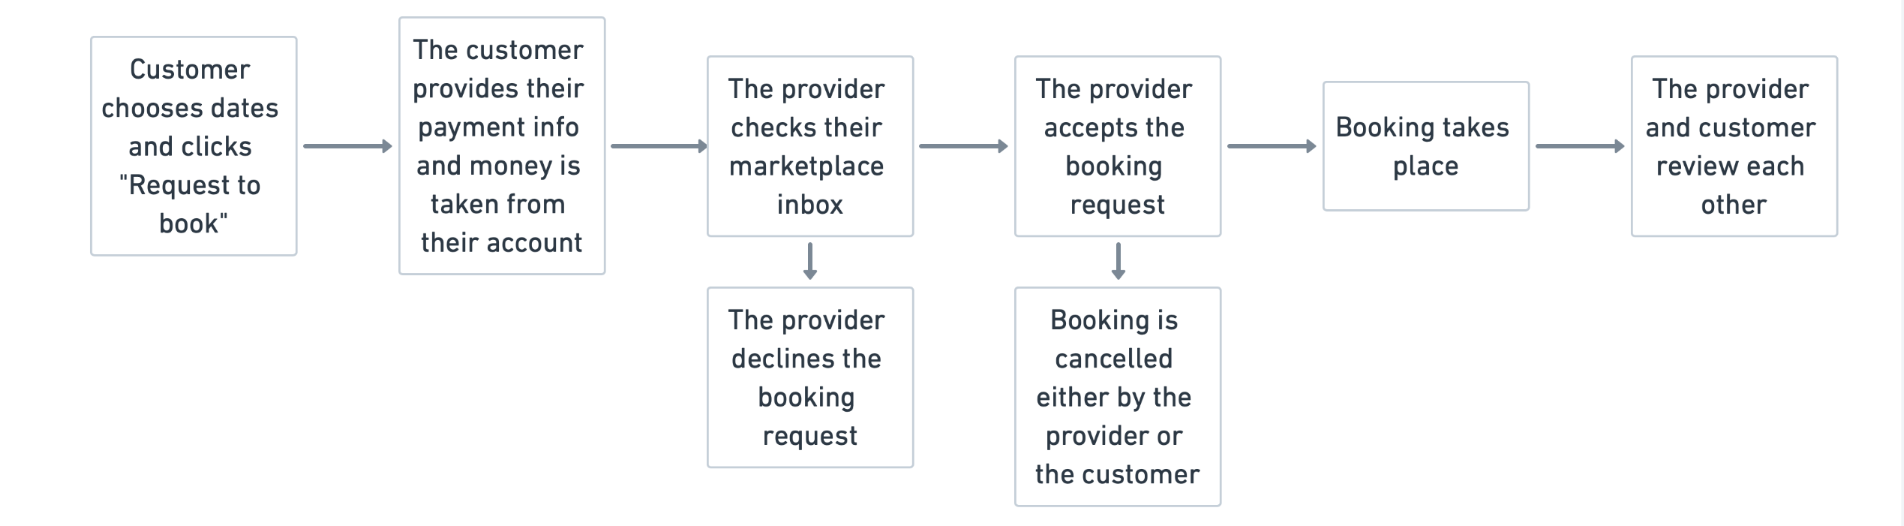 Customer
chooses dates
and clicks
"Request to
book"
The customer
provides their
payment info
and money is
taken from
their account
The provider
checks their
marketplace
inbox
The provider
accepts the
booking
request
Booking takes
place
The provider
and customer
review each
other
The provider
declines the
booking
request
Booking is
cancelled
either by the
provider or
the customer